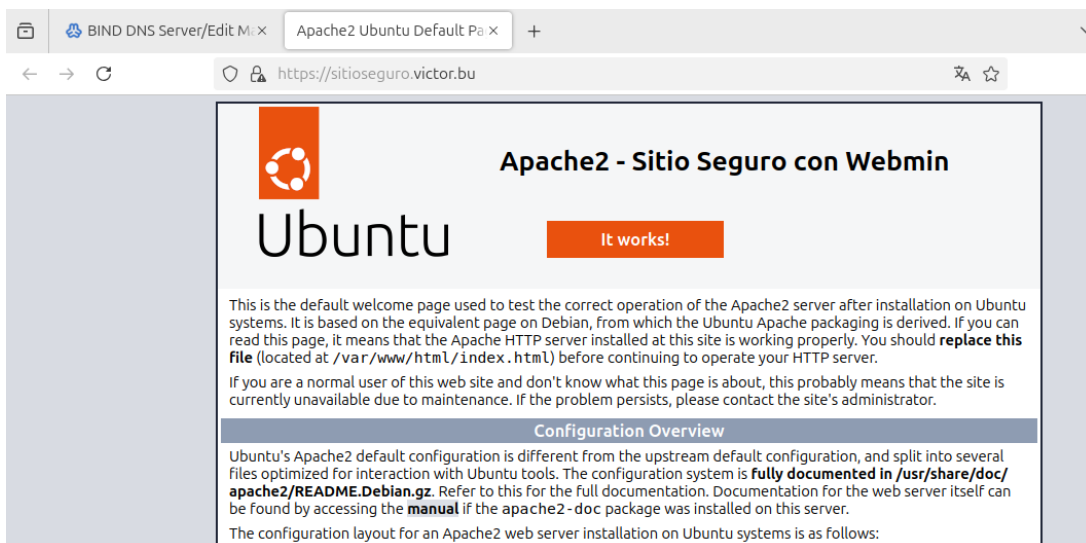 BIND DNS Server/Edit Ma
Apache2 Ubuntu Default Pa
https://sitioseguro.victor.bu
Apache2 - Sitio Seguro con Webmin
Ubuntu
It works!
This is the default welcome page used to test the correct operation of the Apache2 server after installation on Ubuntu
systems. It is based on the equivalent page on Debian, from which the Ubuntu Apache packaging is derived. If you can
read this page, it means that the Apache HTTP server installed at this site is working properly. You should replace this
file (located at /var/www/html/index.html) before continuing to operate your HTTP server.
If you are a normal user of this web site and don't know what this page is about, this probably means that the site is
currently unavailable due to maintenance. If the problem persists, please contact the site's administrator.
Configuration Overview
Ubuntu's Apache2 default configuration is different from the upstream default configuration, and split into several
files optimized for interaction with Ubuntu tools. The configuration system is fully documented in /usr/share/doc/
apache2/README.Debian.gz. Refer to this for the full documentation. Documentation for the web server itself can
be found by accessing the manual if the apache2-doc package was installed on this server.
The configuration layout for an Apache2 web server installation on Ubuntu systems is as follows: